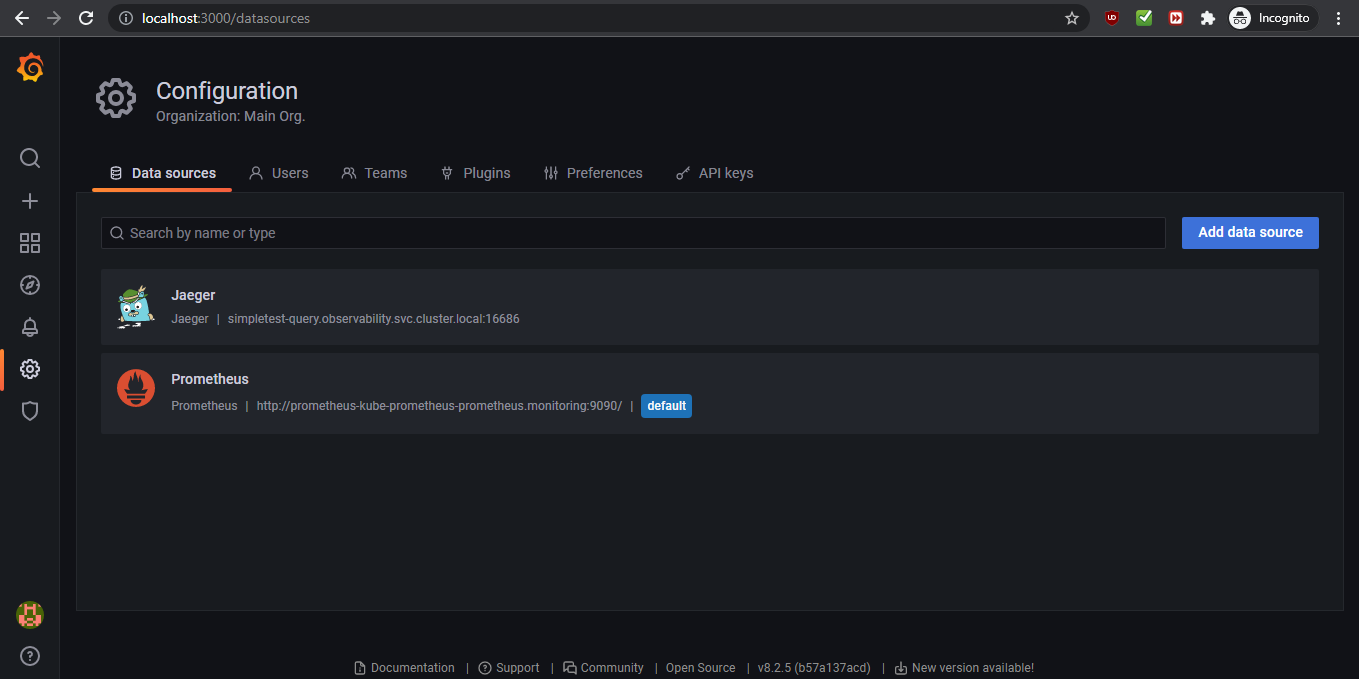 localhost:3000/datasources
Incognito
Configuration
Organization: Main Org.
Data sources Users Teams Plugins Preferences API keys
Search by name or type
Add data source
Jaeger
Jaeger | simpletest-query.observability.svc.cluster.local:16686
Prometheus
Prometheus | http://prometheus-kube-prometheus-prometheus.monitoring:9090/ | default
Documentation | Support | Community | Open Source | v8.2.5 (b57a137acd) | New version available!